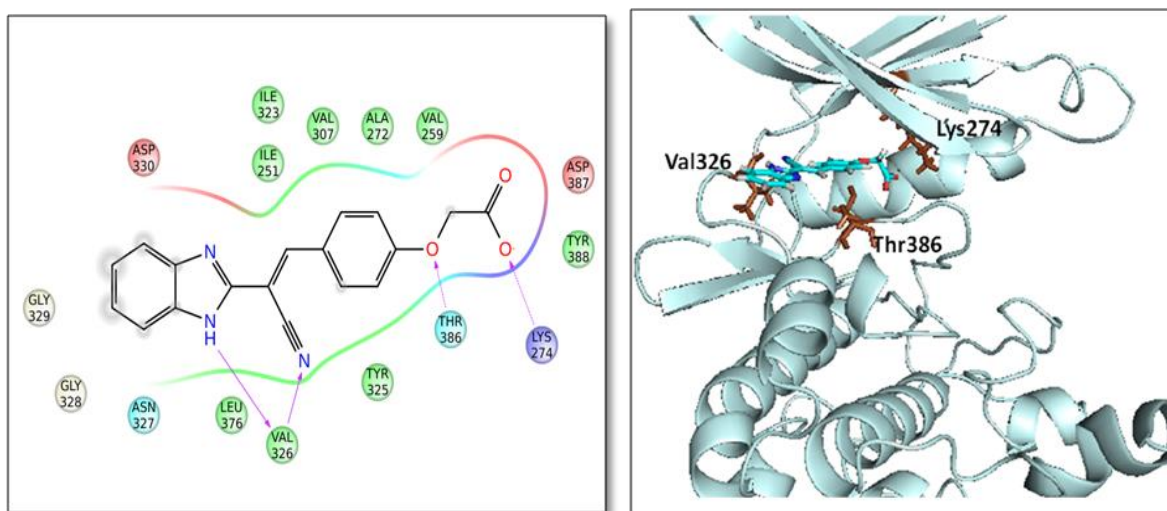 ILE
323
VAL
307
ALA
272
VAL
259
ASP
330
ILE
251
ASP
387
O
O
O
TYR
388
N
N
H
N
GLY
329
THR
386
LYS
274
GLY
328
ASN
327
LEU
376
TYR
325
VAL
326
Lys274
Val326
Thr386